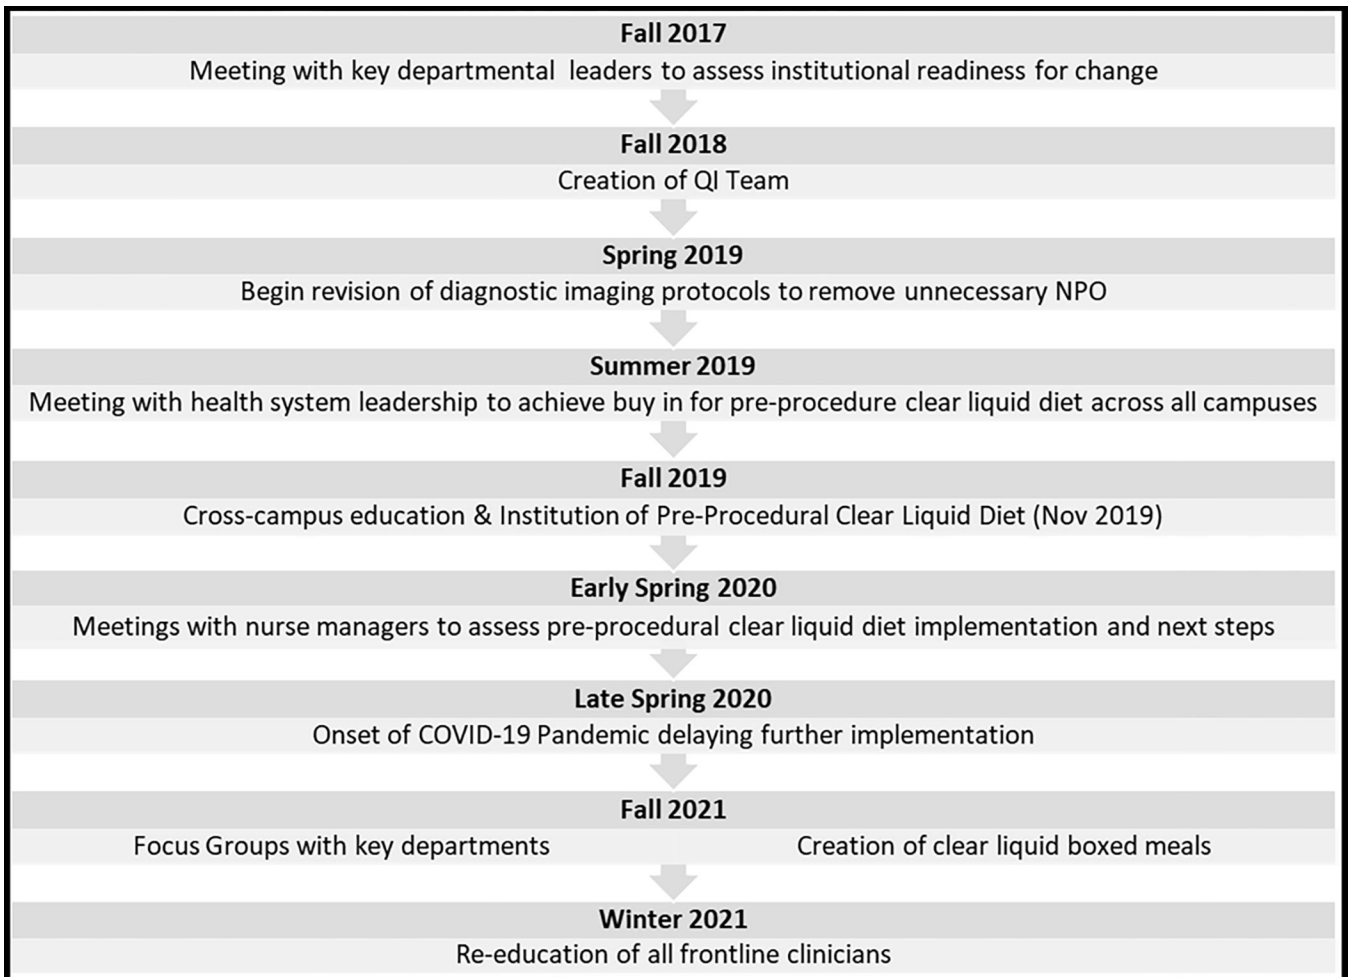 Fall 2017
Meeting with key departmental leaders to assess institutional readiness for change
Fall 2018
Creation of QI Team
Spring 2019
Begin revision of diagnostic imaging protocols to remove unnecessary NPO
Summer 2019
Meeting with health system leadership to achieve buy in for pre-procedure clear liquid diet across all campuses
Fall 2019
Cross-campus education & Institution of Pre-Procedural Clear Liquid Diet (Nov 2019)
Early Spring 2020
Meetings with nurse managers to assess pre-procedural clear liquid diet implementation and next steps
Late Spring 2020
Onset of COVID-19 Pandemic delaying further implementation
Fall 2021
Focus Groups with key departments
Creation of clear liquid boxed meals
Winter 2021
Re-education of all frontline clinicians